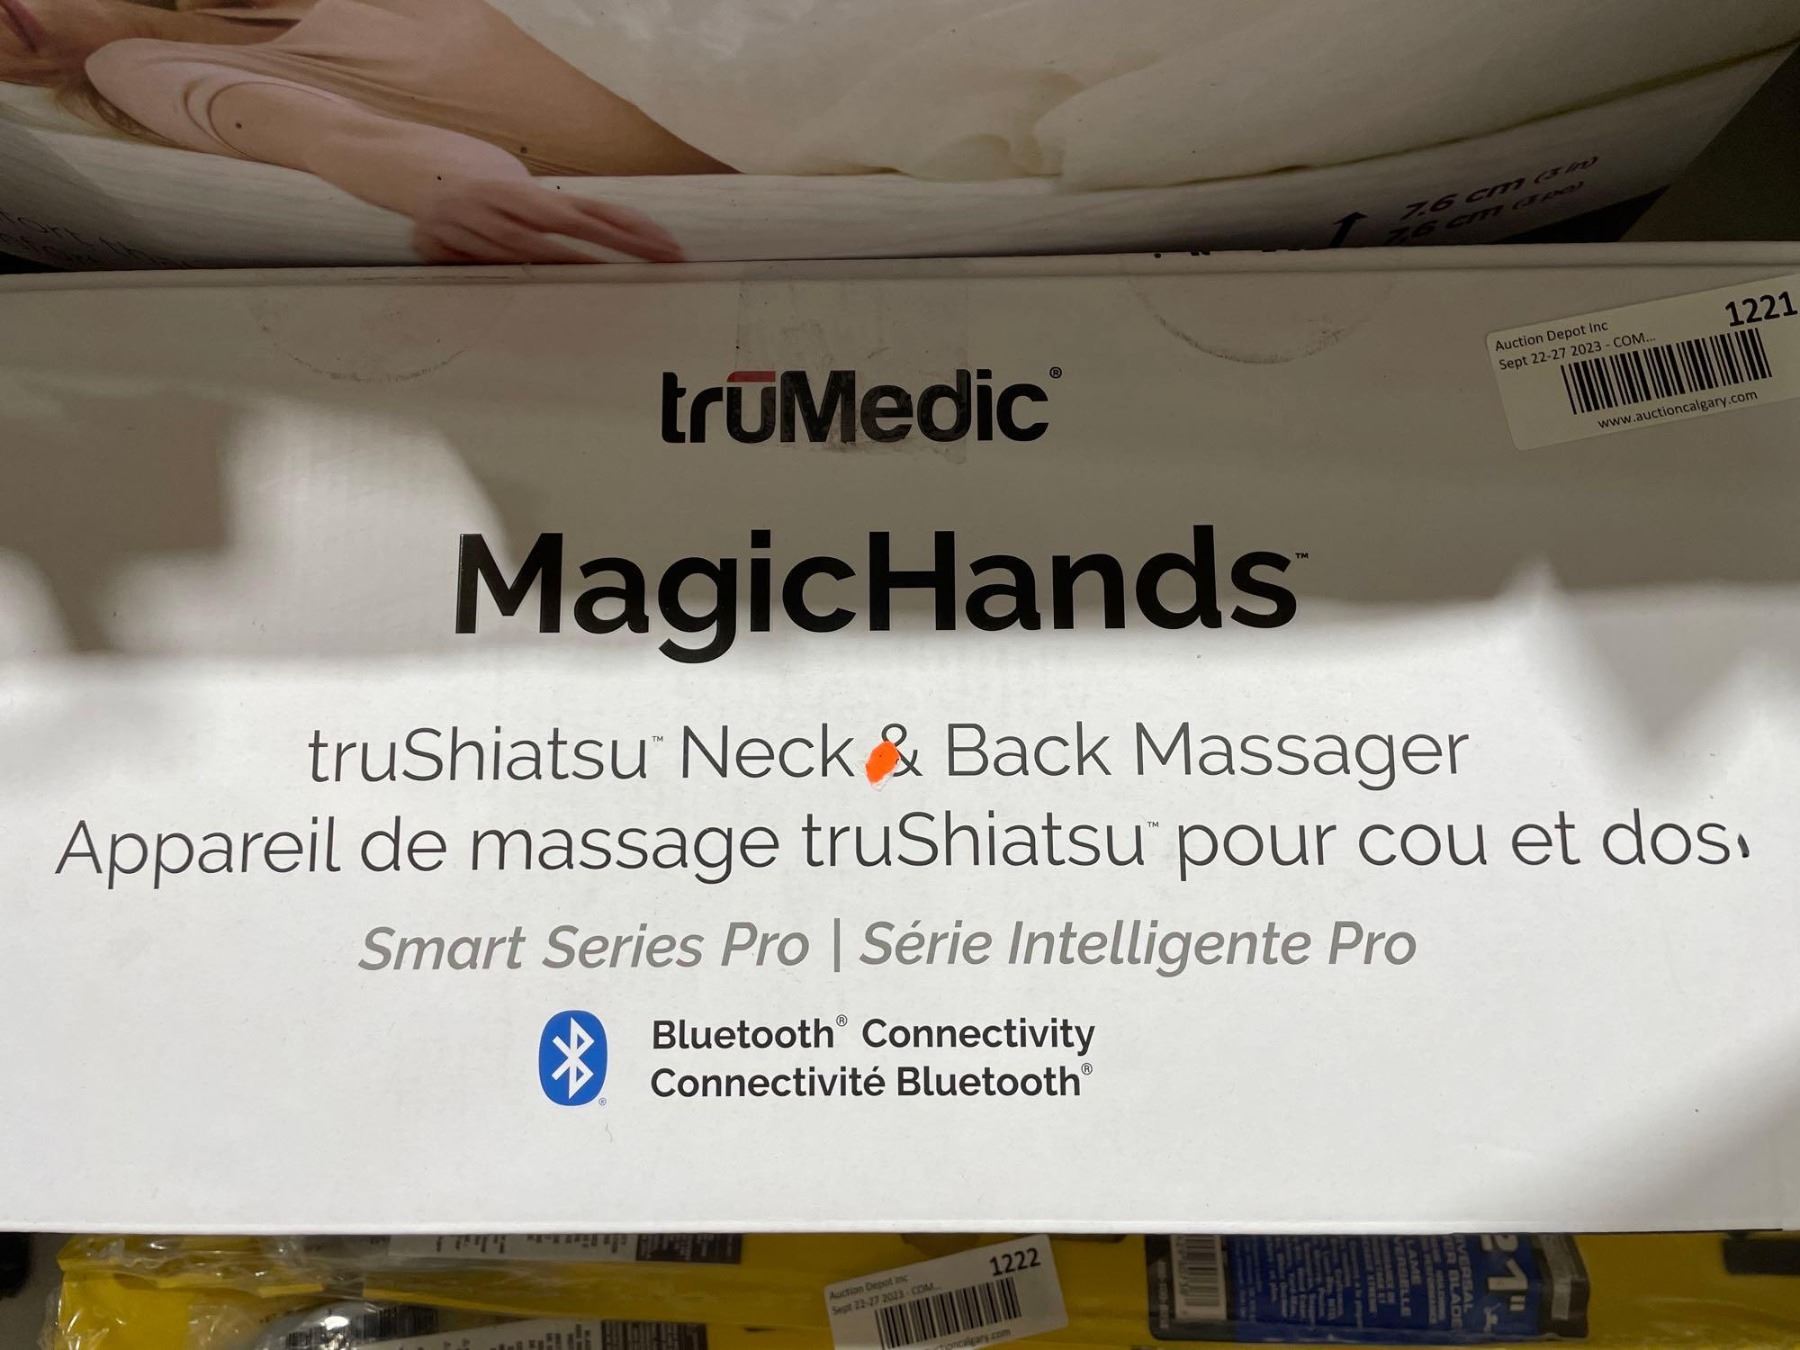 7.6 cm (3 in)
7.6 cm (3 po)
1221
Auction Depot Inc
Sept 22-27 2023 - COM...
www.auctioncalgary.com
trūMedic®
MagicHands™
truShiatsu™ Neck & Back Massager
Appareil de massage truShiatsu™ pour cou et dos
Smart Series Pro | Série Intelligente Pro
Bluetooth® Connectivity
Connectivité Bluetooth®
1222
Auction Depot Inc
Sept 22-27 2023 - COM...
21"